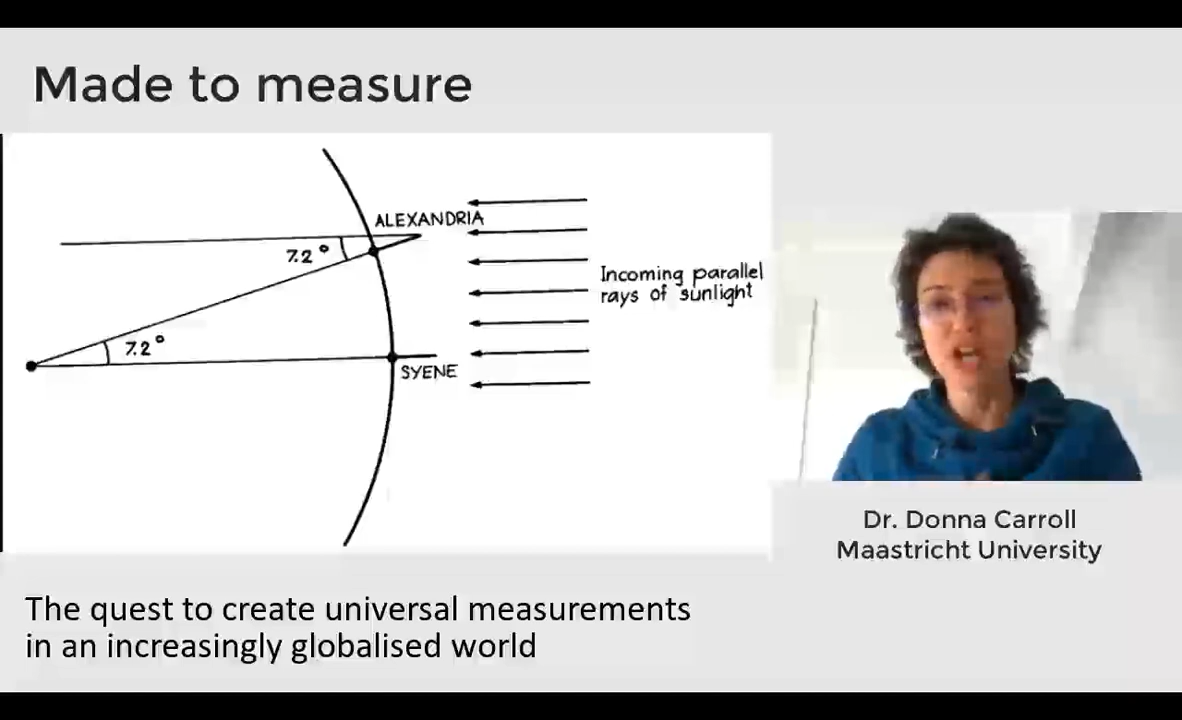 Made to measure
ALEXANDRIA
7.2°
Incoming parallel
rays of sunlight
7.2°
SYENE
Dr. Donna Carroll
Maastricht University
The quest to create universal measurements
in an increasingly globalised world